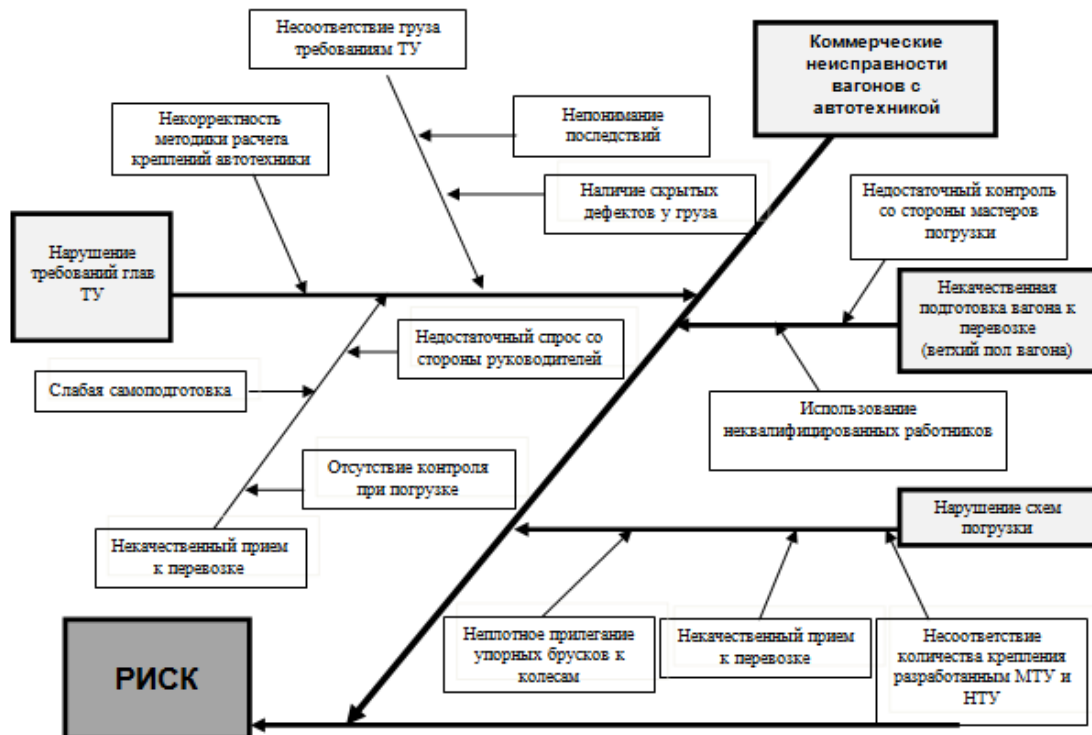 Несоответствие груза
требованиям ТУ
Коммерческие
неисправности
вагонов с
автотехникой
Некорректность
методики расчета
креплений автотехники
Непонимание
последствий
Наличие скрытых
дефектов у груза
Недостаточный контроль
со стороны мастеров
погрузки
Нарушение
требований глав
ТУ
Некачественная
подготовка вагона к
перевозке
(ветхий пол вагона)
Недостаточный спрос со
стороны руководителей
Слабая самоподготовка
Использование
неквалифицированных работников
Отсутствие контроля
при погрузке
Нарушение схем
погрузки
Некачественный прием
к перевозке
Неплотное прилегание
упорных брусков к
колесам
Некачественный прием
к перевозке
Несоответствие
количества крепления
разработанным МТУ и
НТУ
РИСК